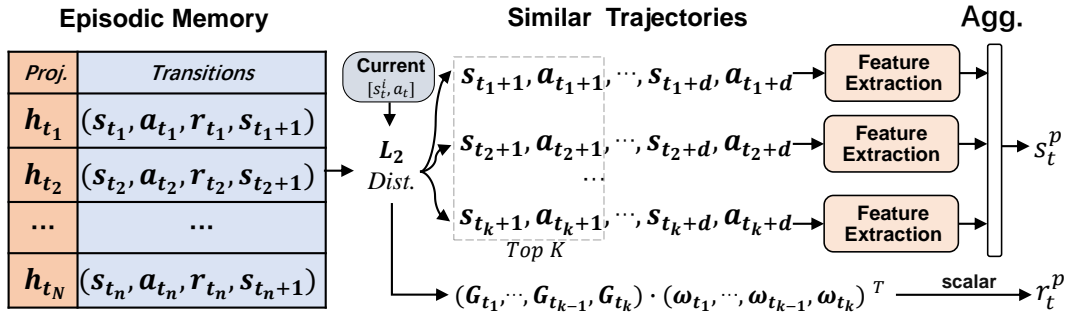 Episodic Memory
Similar Trajectories
Agg.
Proj. Transitions
h_{t_1} (s_{t_1}, a_{t_1}, r_{t_1}, s_{t_1+1})
h_{t_2} (s_{t_2}, a_{t_2}, r_{t_2}, s_{t_2+1})
... ...
h_{t_N} (s_{t_n}, a_{t_n}, r_{t_n}, s_{t_n+1})
Current
[s_t^i, a_t]
L_2
Dist.
s_{t_1+1}, a_{t_1+1}, ..., s_{t_1+d}, a_{t_1+d}
Feature
Extraction
s_{t_2+1}, a_{t_2+1}, ..., s_{t_2+d}, a_{t_2+d}
Feature
Extraction
...
s_{t_k+1}, a_{t_k+1}, ..., s_{t_k+d}, a_{t_k+d}
Feature
Extraction
Top K
s_t^p
(G_{t_1}, ..., G_{t_{k-1}}, G_{t_k}) · (ω_{t_1}, ..., ω_{t_{k-1}}, ω_{t_k})^T
scalar
r_t^p